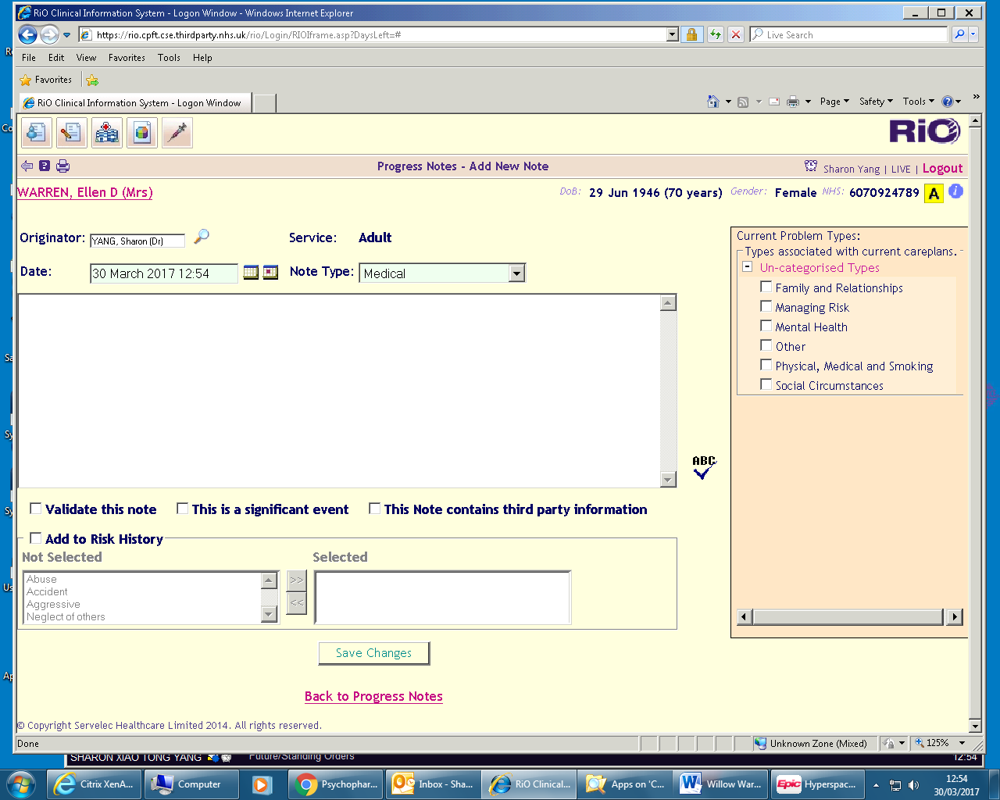 RiO Clinical Information System - Logon Window - Windows Internet Explorer
https://rio.cpft.cse.thirdparty.nhs.uk/rio/Login/RIOIframe.asp?DaysLeft=#
Live Search
File Edit View Favorites Tools Help
Favorites
RiO Clinical Information System - Logon Window
Page Safety Tools
RiO
Progress Notes - Add New Note
Sharon Yang | LIVE | Logout
WARREN, Ellen D (Mrs)
DoB: 29 Jun 1946 (70 years) Gender: Female NHS: 6070924789 A i
Originator: YANG, Sharon (Dr)
Service: Adult
Date: 30 March 2017 12:54
Note Type: Medical
Current Problem Types:
Types associated with current careplans.
Un-categorised Types
Family and Relationships
Managing Risk
Mental Health
Other
Physical, Medical and Smoking
Social Circumstances
ABC
Validate this note
This is a significant event
This Note contains third party information
Add to Risk History
Not Selected
Selected
Abuse
Accident
Aggressive
Neglect of others
>>
<<
Save Changes
Back to Progress Notes
© Copyright Servelec Healthcare Limited 2014. All rights reserved.
Done
Unknown Zone (Mixed)
125%
SHARON XIAO TONG YANG
Future/Standing Orders
12:54
Citrix XenA...
Computer
Psychophar...
Inbox - Sha...
RiO Clinical...
Apps on 'C...
Willow War...
Epic Hyperspac...
12:54
30/03/2017